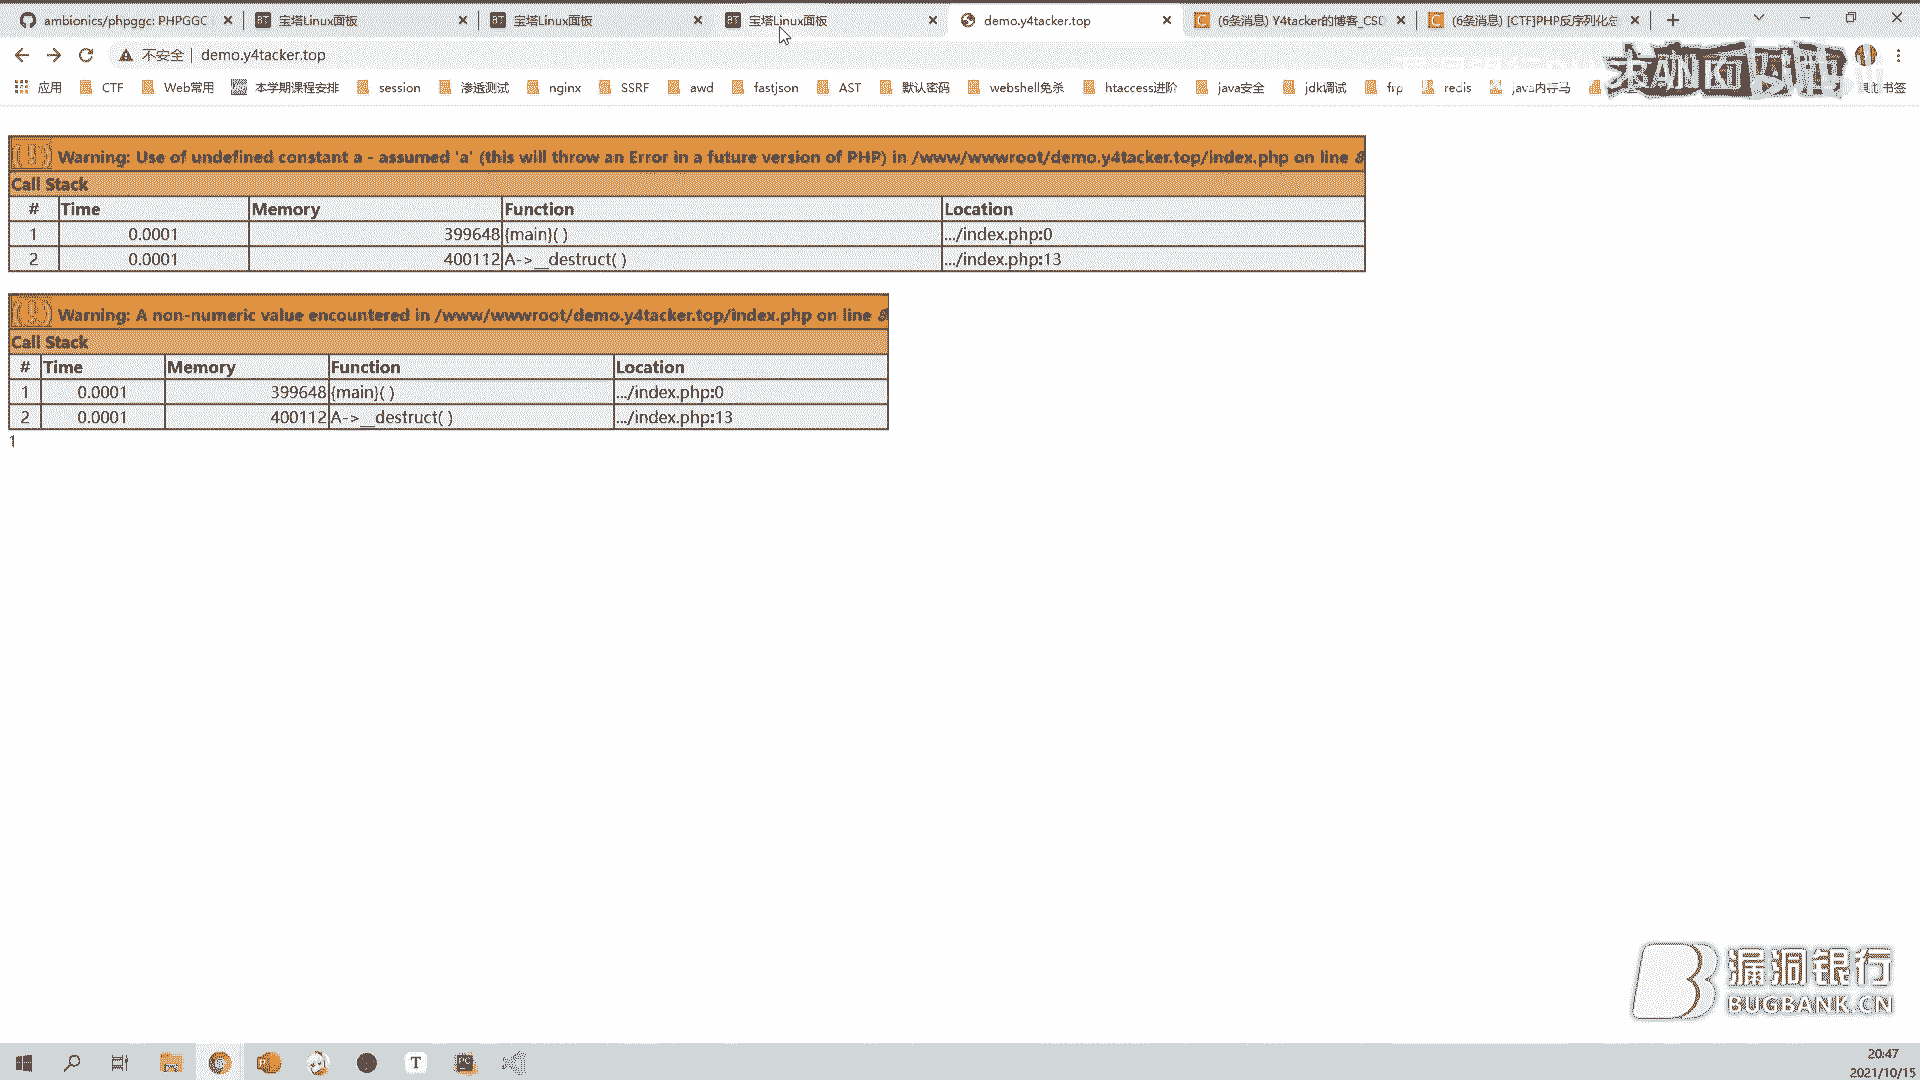 ambionics/phpggc: PHPGGC
宝塔Linux面板
宝塔Linux面板
宝塔Linux面板
demo.y4tacker.top
(6条消息) Y4tacker的博客_CSD
(6条消息) [CTF]PHP反序列化总
不安全 demo.y4tacker.top
应用 CTF Web常用 本学期课程安排 session 渗透测试 nginx SSRF awd fastjson AST 默认密码 webshell免杀 htaccess进阶 java安全 jdk调试 frp redis java内存马
( ! ) Warning: Use of undefined constant a - assumed 'a' (this will throw an Error in a future version of PHP) in /www/wwwroot/demo.y4tacker.top/index.php on line 8
Call Stack
# Time Memory Function Location
1 0.0001 399648 {main}( ) .../index.php:0
2 0.0001 400112 A->__destruct( ) .../index.php:13
( ! ) Warning: A non-numeric value encountered in /www/wwwroot/demo.y4tacker.top/index.php on line 8
Call Stack
# Time Memory Function Location
1 0.0001 399648 {main}( ) .../index.php:0
2 0.0001 400112 A->__destruct( ) .../index.php:13
1
漏洞银行
BUGBANK.CN
20:47
2021/10/15